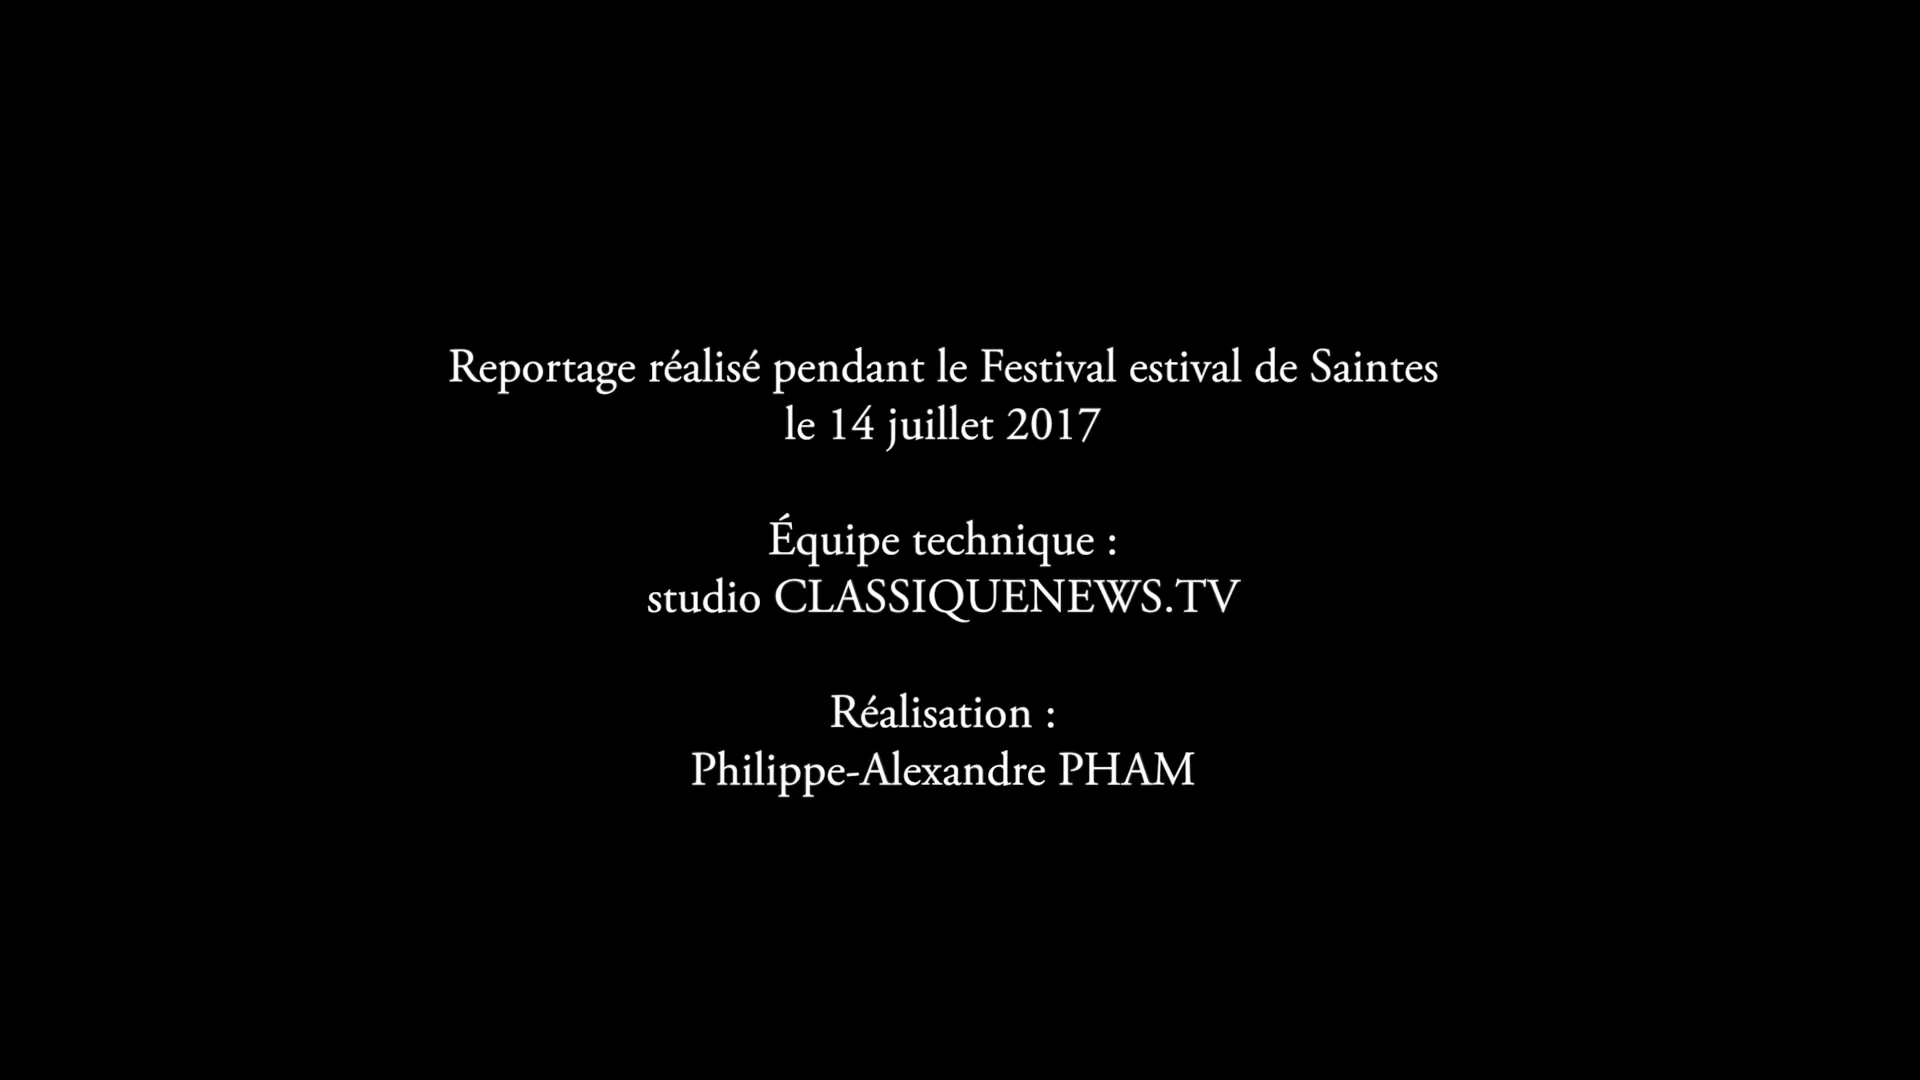 Reportage réalisé pendant le Festival estival de Saintes
le 14 juillet 2017
Équipe technique :
studio CLASSIQUENEWS.TV
Réalisation :
Philippe-Alexandre PHAM